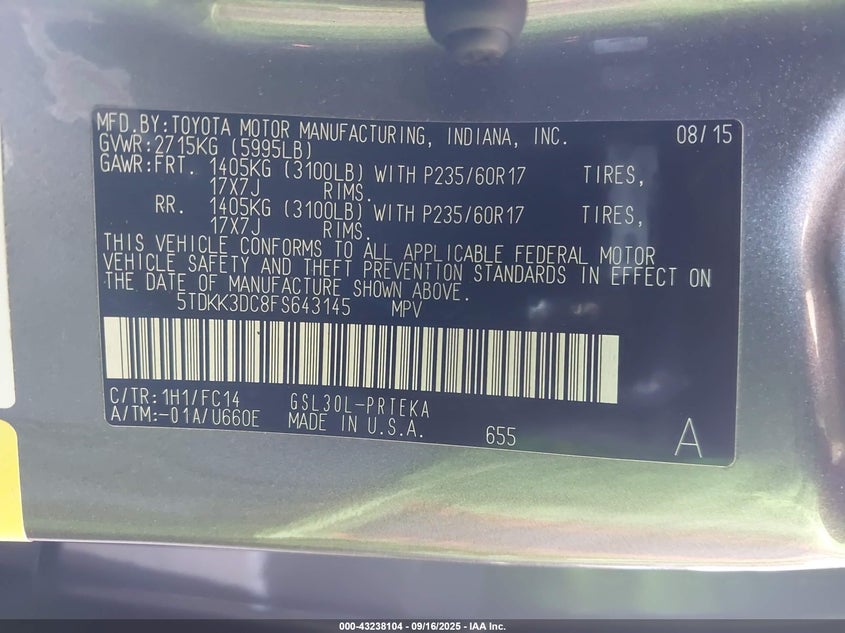 MFD.BY:TOYOTA MOTOR MANUFACTURING, INDIANA, INC. 08/15
GVWR:2715KG (5995LB)
GAWR:FRT. 1405KG (3100LB) WITH P235/60R17 TIRES,
17X7J RIMS.
RR. 1405KG (3100LB) WITH P235/60R17 TIRES,
17X7J RIMS.
THIS VEHICLE CONFORMS TO ALL APPLICABLE FEDERAL MOTOR
VEHICLE SAFETY AND THEFT PREVENTION STANDARDS IN EFFECT ON
THE DATE OF MANUFACTURE SHOWN ABOVE.
5TDKK3DC8FS643145 MPV
C/TR:1H1/FC14 GSL30L-PRTEKA
A/TM:-01A/U660E MADE IN U.S.A. 655 A
000-43238104 - 09/16/2025 - IAA Inc.